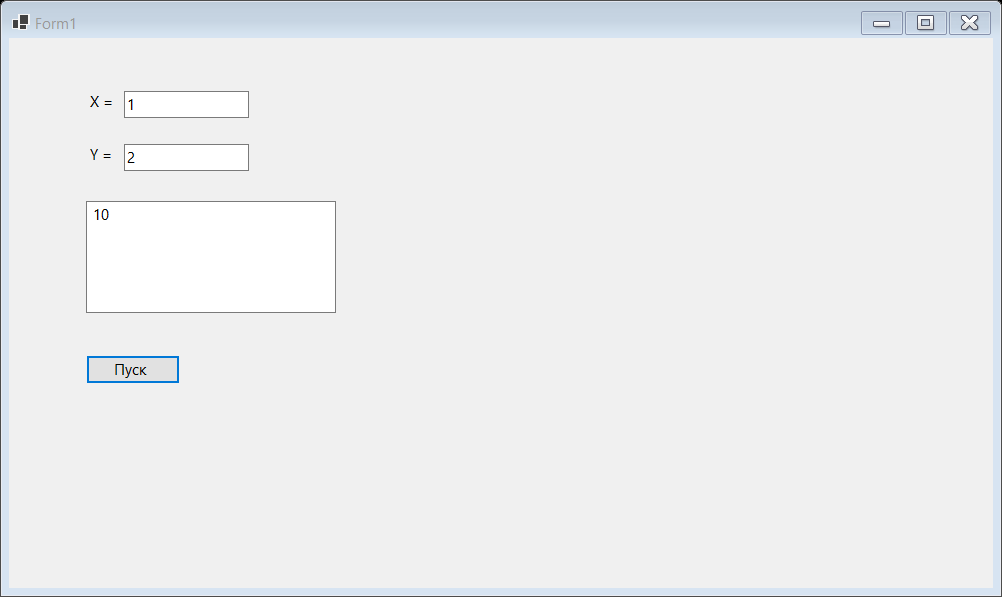 Form1
X = 1
Y = 2
10
Пуск